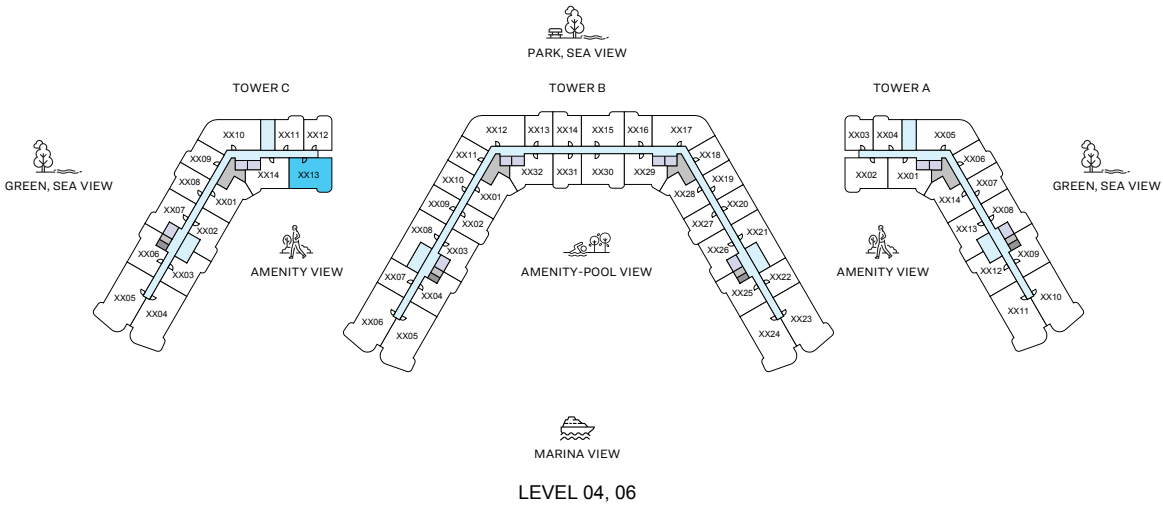 PARK, SEA VIEW
TOWER C
TOWER B
TOWER A
GREEN, SEA VIEW
XX10
XX11
XX12
XX09
XX08
XX07
XX06
XX05
XX04
XX03
XX02
XX01
XX14
XX13
AMENITY VIEW
XX12
XX13
XX14
XX15
XX16
XX17
XX11
XX10
XX09
XX08
XX07
XX06
XX05
XX04
XX03
XX02
XX01
XX32
XX31
XX30
XX29
XX28
XX27
XX26
XX25
XX24
XX18
XX19
XX20
XX21
XX22
XX23
AMENITY-POOL VIEW
XX03
XX04
XX05
XX02
XX01
XX06
XX07
XX08
XX09
XX10
XX14
XX13
XX12
XX11
AMENITY VIEW
GREEN, SEA VIEW
MARINA VIEW
LEVEL 04, 06